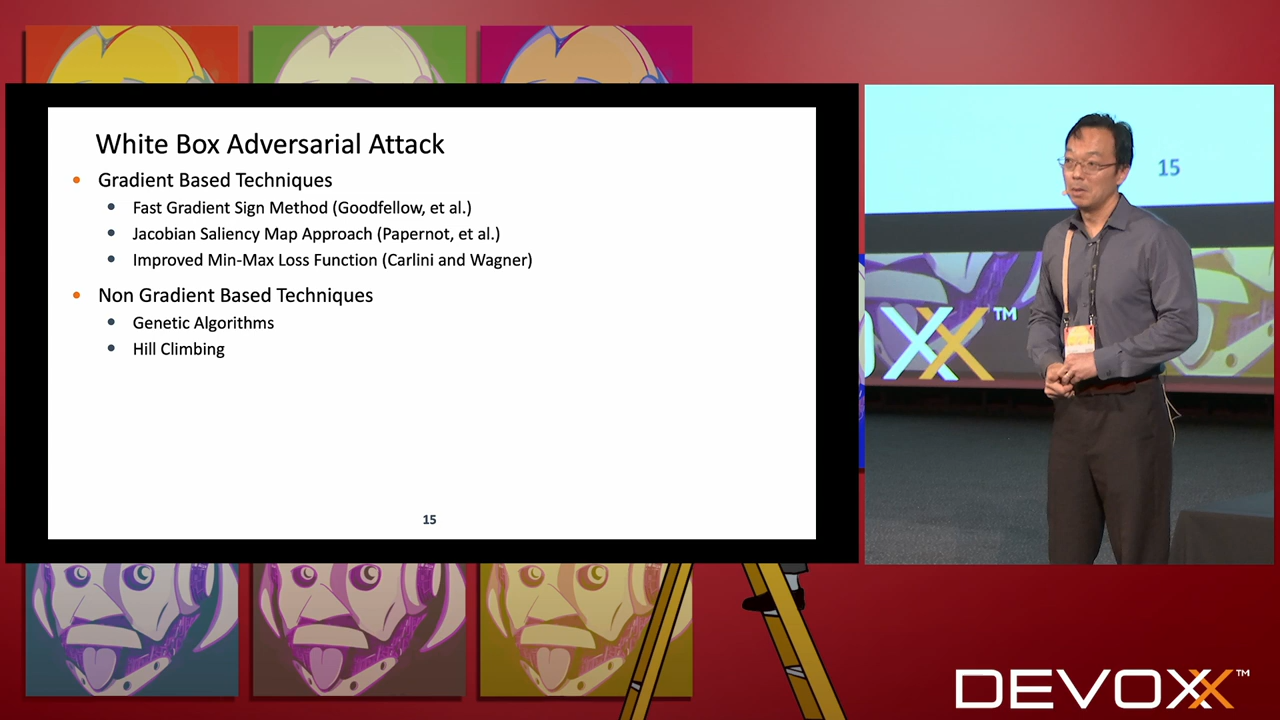 White Box Adversarial Attack
Gradient Based Techniques
Fast Gradient Sign Method (Goodfellow, et al.)
Jacobian Saliency Map Approach (Papernot, et al.)
Improved Min-Max Loss Function (Carlini and Wagner)
Non Gradient Based Techniques
Genetic Algorithms
Hill Climbing
15
15
OXX™
DEVOXX™